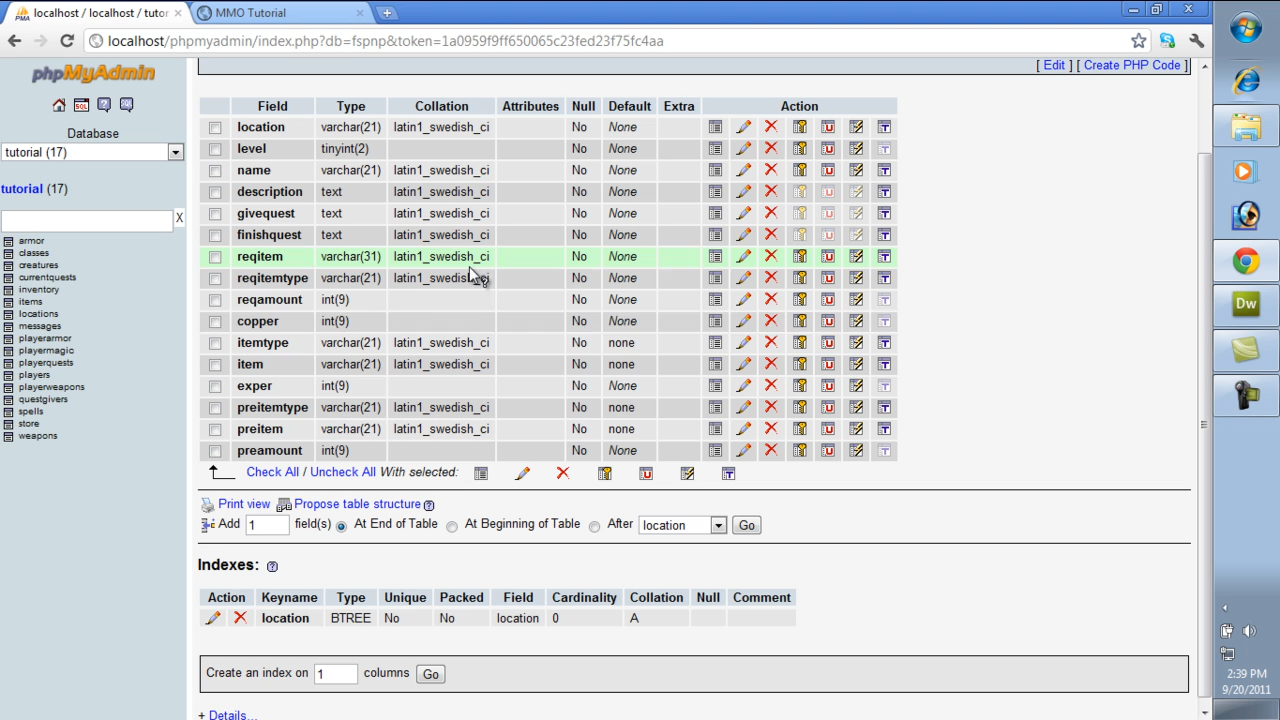 localhost / localhost / tutor
MMO Tutorial
localhost/phpmyadmin/index.php?db=fspnp&token=1a0959f9ff650065c23fed23f75fc4aa
phpMyAdmin
SQL
Database
tutorial (17)
tutorial (17)
X
armor
classes
creatures
currentquests
inventory
items
locations
messages
playerarmor
playermagic
playerquests
players
playerweapons
questgivers
spells
store
weapons
[ Edit ] [ Create PHP Code ]
Field Type Collation Attributes Null Default Extra Action
location varchar(21) latin1_swedish_ci No None
level tinyint(2) No None
name varchar(21) latin1_swedish_ci No None
description text latin1_swedish_ci No None
givequest text latin1_swedish_ci No None
finishquest text latin1_swedish_ci No None
reqitem varchar(31) latin1_swedish_ci No None
reqitemtype varchar(21) latin1_swedish_ci No None
reqamount int(9) No None
copper int(9) No None
itemtype varchar(21) latin1_swedish_ci No none
item varchar(21) latin1_swedish_ci No none
exper int(9) No None
preitemtype varchar(21) latin1_swedish_ci No none
preitem varchar(21) latin1_swedish_ci No none
preamount int(9) No None
Check All / Uncheck All With selected:
Print view Propose table structure
Add 1 field(s) At End of Table At Beginning of Table After location Go
Indexes:
Action Keyname Type Unique Packed Field Cardinality Collation Null Comment
location BTREE No No location 0 A
Create an index on 1 columns Go
+ Details...
Dw
2:39 PM
9/20/2011